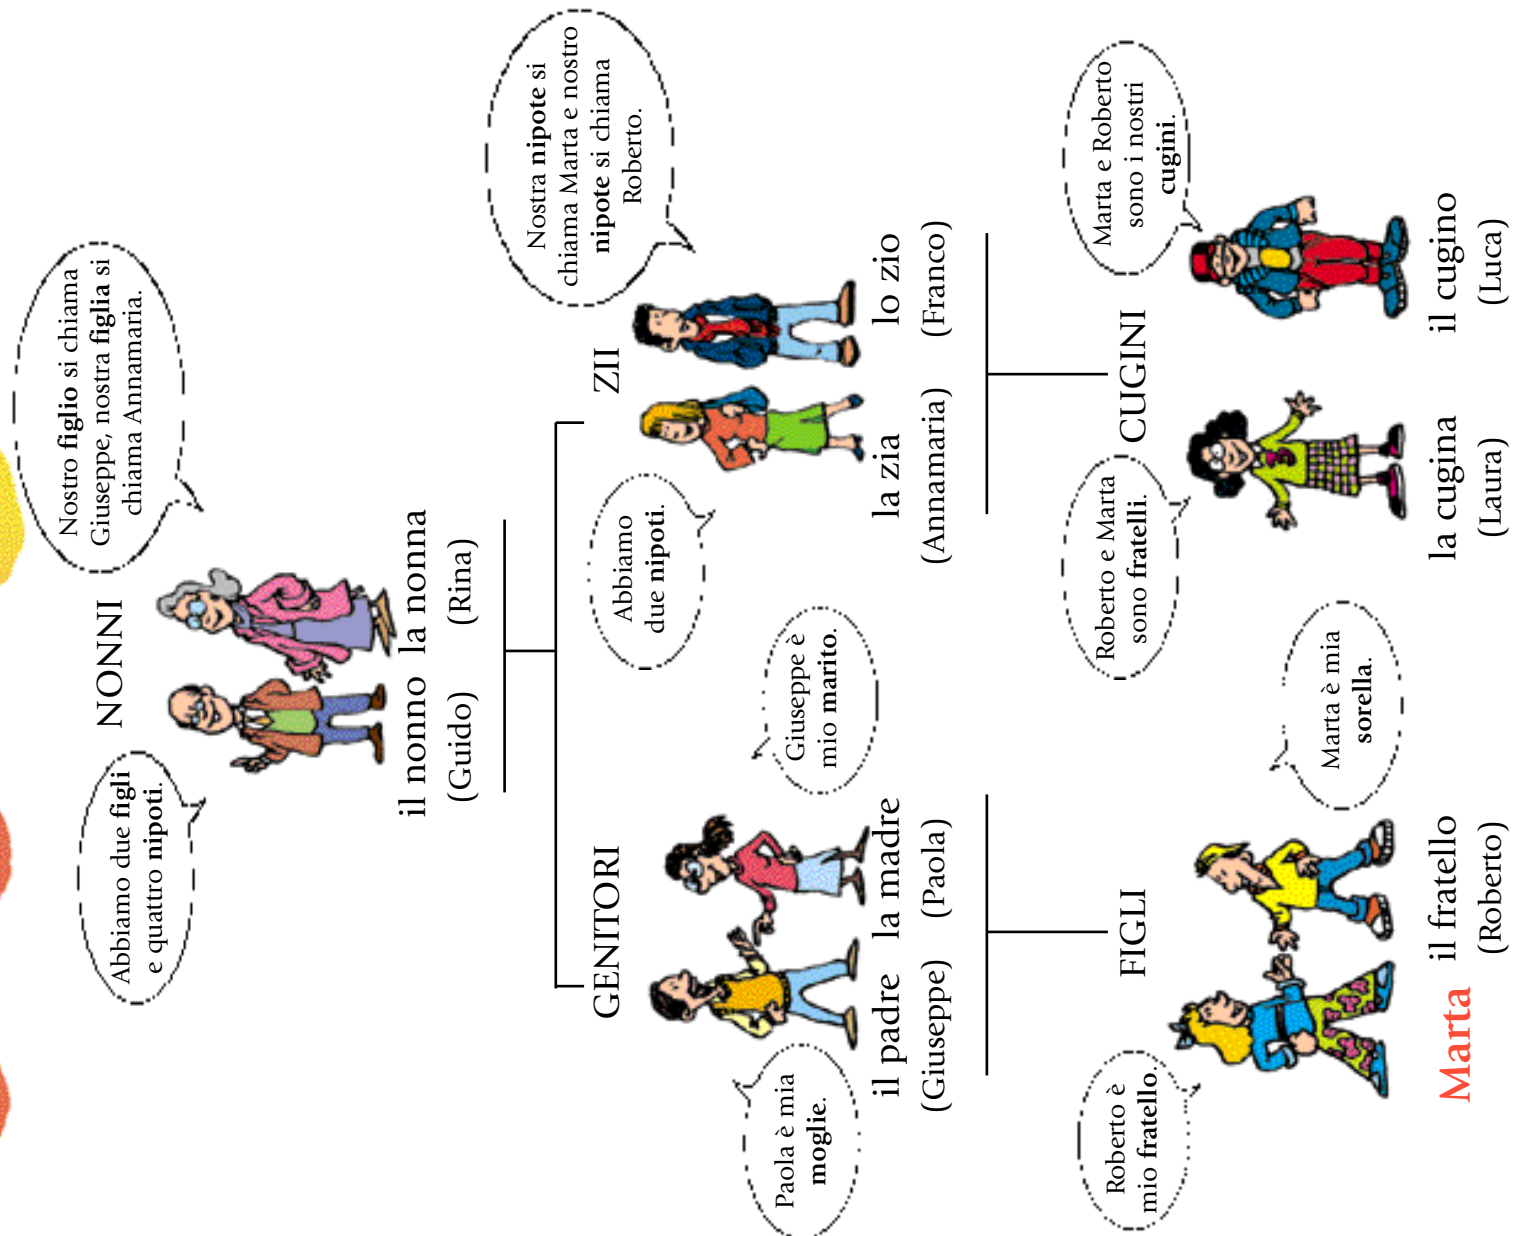 Nostro figlio si chiama
Giuseppe, nostra figlia si
chiama Annamaria.
NONNI
Abbiamo due figli
e quattro nipoti.
il nonno
(Guido)
la nonna
(Rina)
GENITORI
Paola è mia
moglie.
Giuseppe è
mio marito.
il padre
(Giuseppe)
la madre
(Paola)
ZII
Abbiamo
due nipoti.
Nostra nipote si
chiama Marta e nostro
nipote si chiama
Roberto.
la zia
(Annamaria)
lo zio
(Franco)
FIGLI
Roberto è
mio fratello.
Marta è mia
sorella.
Marta
il fratello
(Roberto)
CUGINI
Roberto e Marta
sono fratelli.
Marta e Roberto
sono i nostri
cugini.
la cugina
(Laura)
il cugino
(Luca)